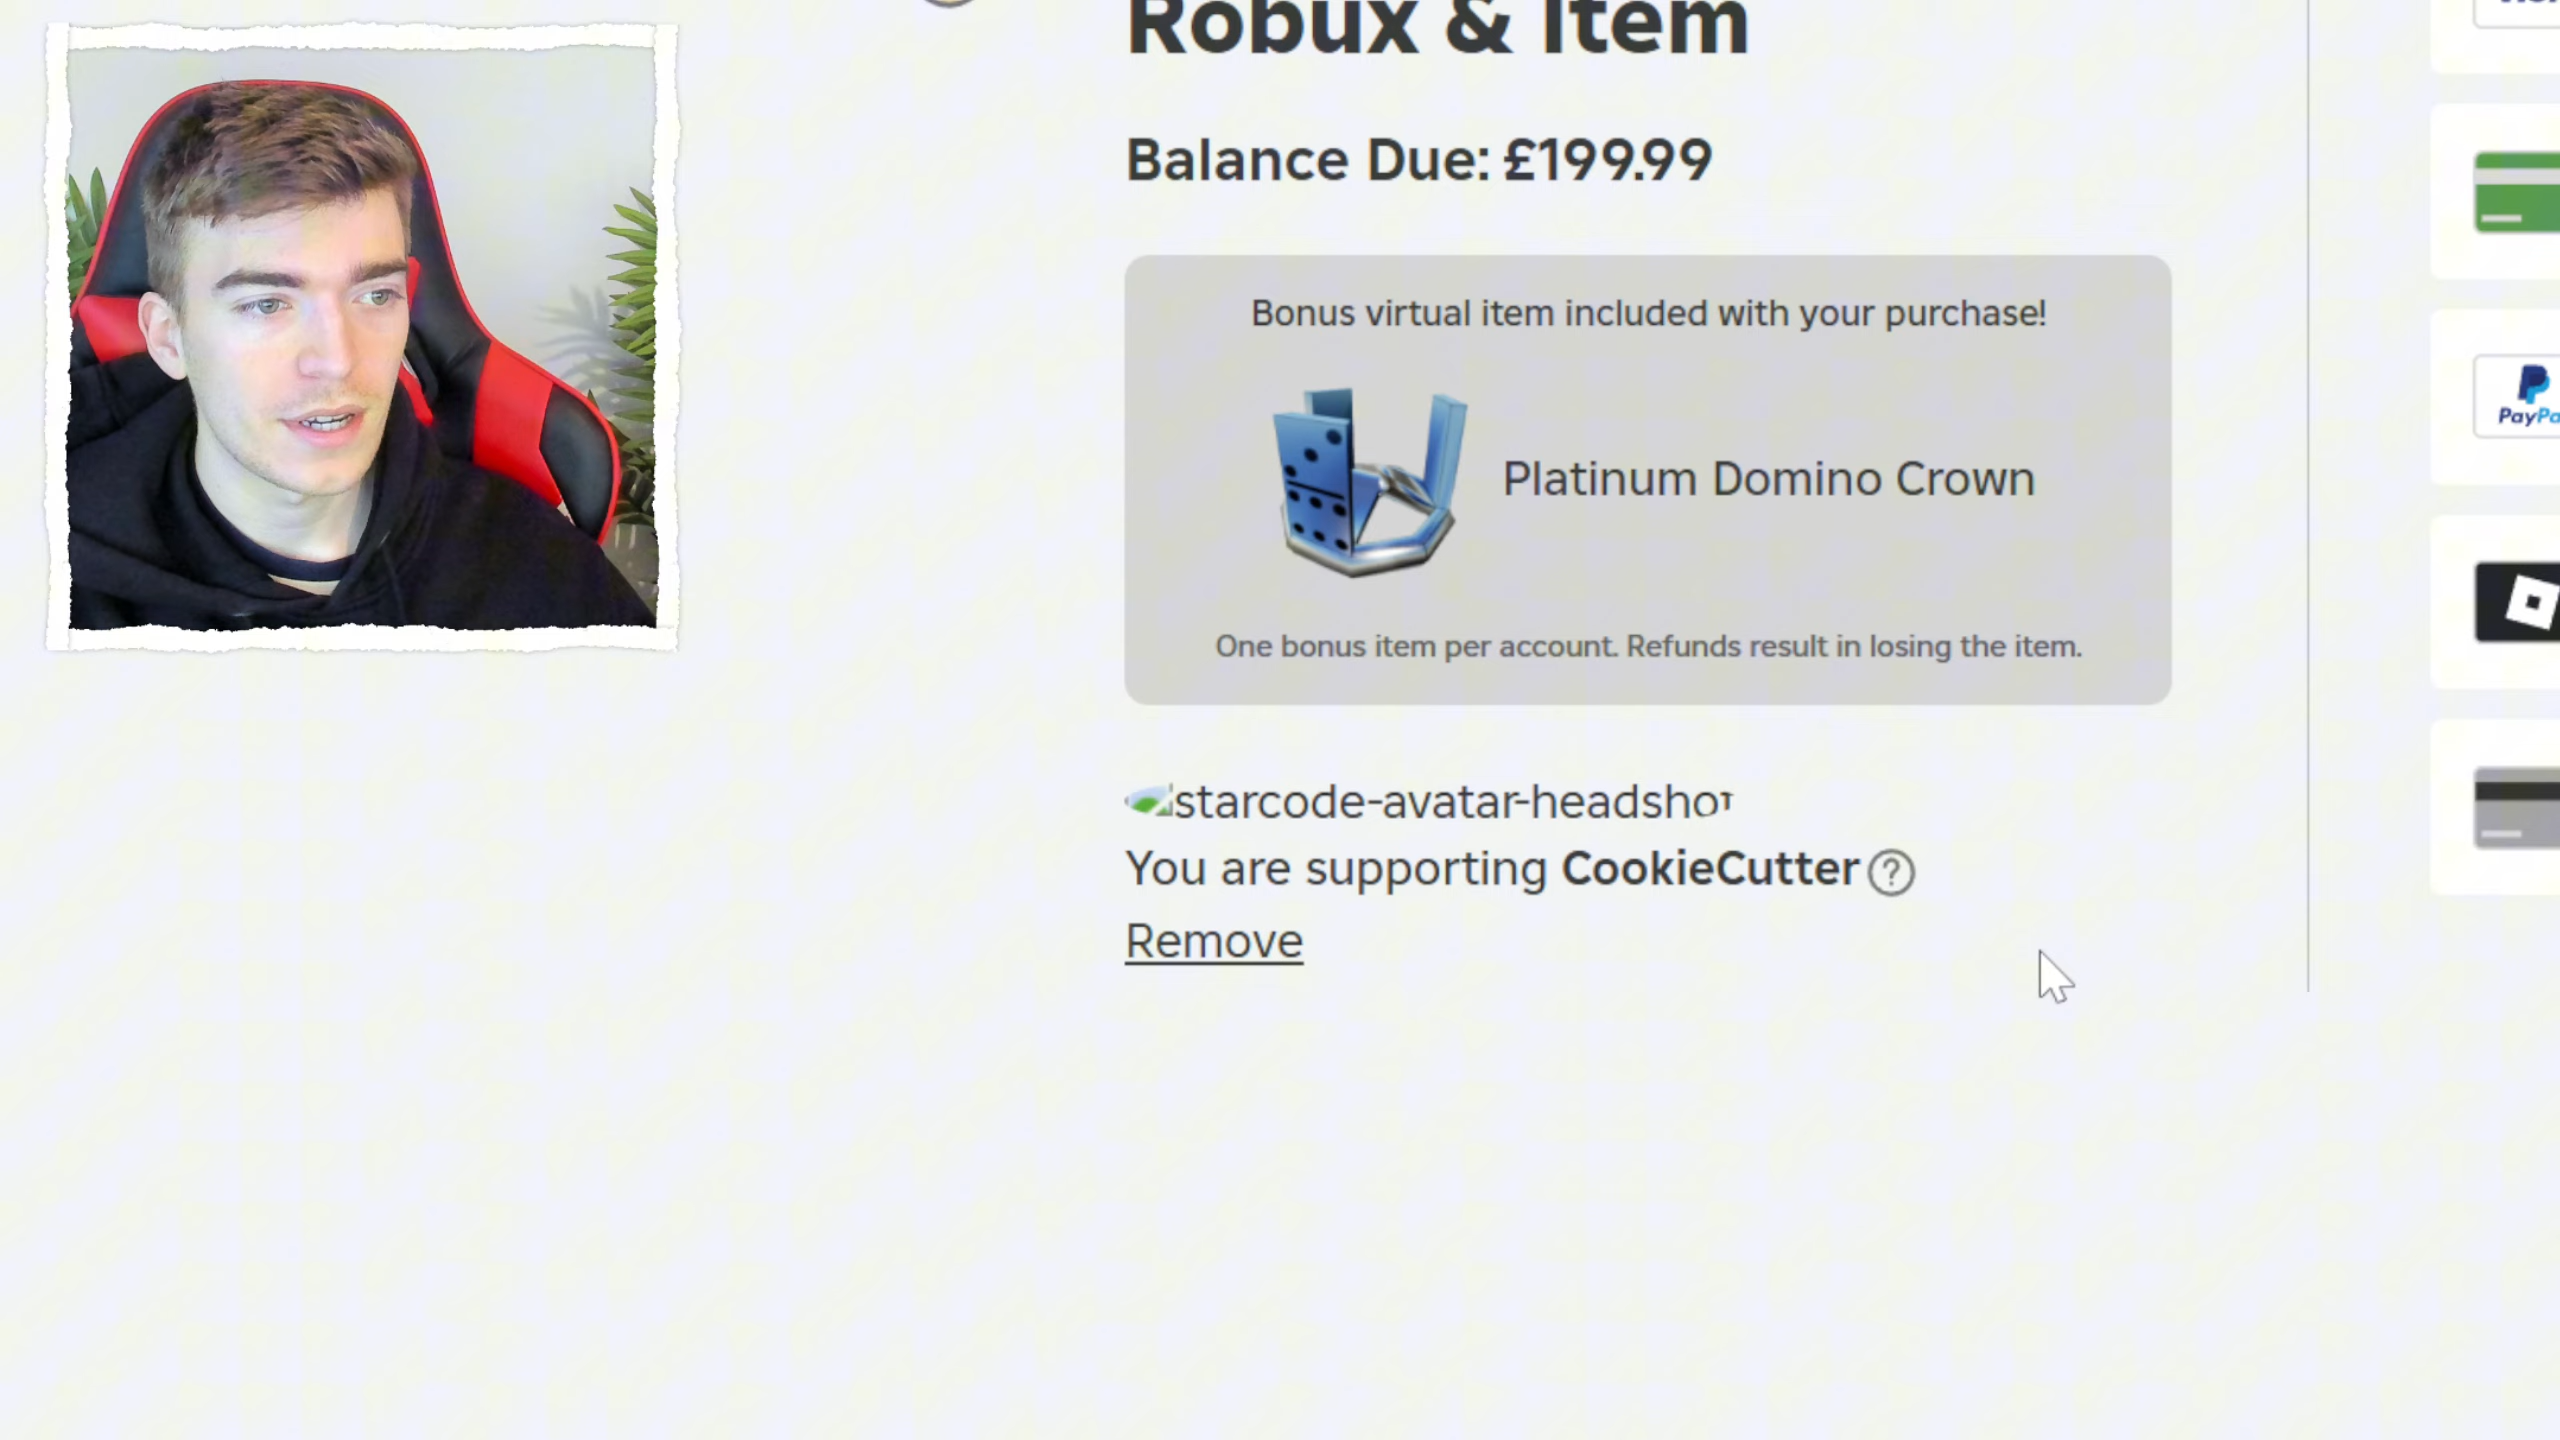 Robux & Item
Balance Due: £199.99
Bonus virtual item included with your purchase!
Platinum Domino Crown
One bonus item per account. Refunds result in losing the item.
starcode-avatar-headshot
You are supporting CookieCutter ?
Remove
PayPa